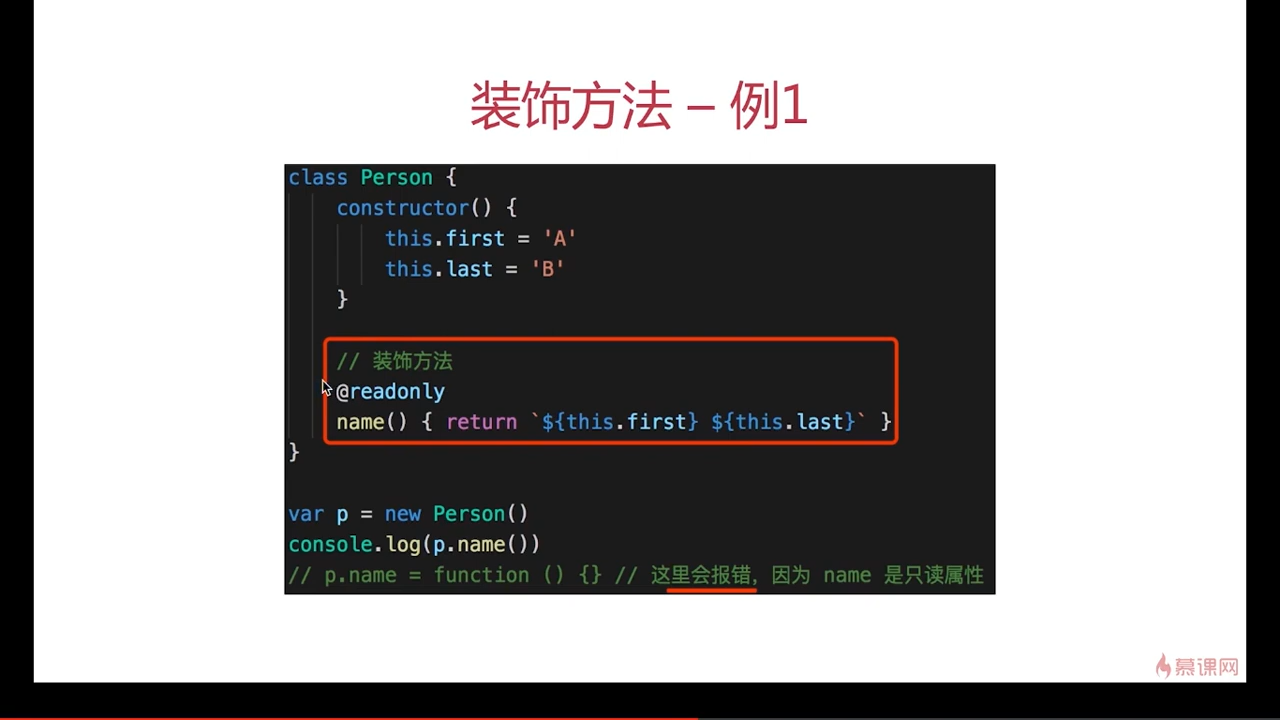 装饰方法 – 例1
class Person {
constructor() {
this.first = 'A'
this.last = 'B'
}
// 装饰方法
@readonly
name() { return `${this.first} ${this.last}` }
}
var p = new Person()
console.log(p.name())
// p.name = function () {} // 这里会报错，因为 name 是只读属性
慕课网